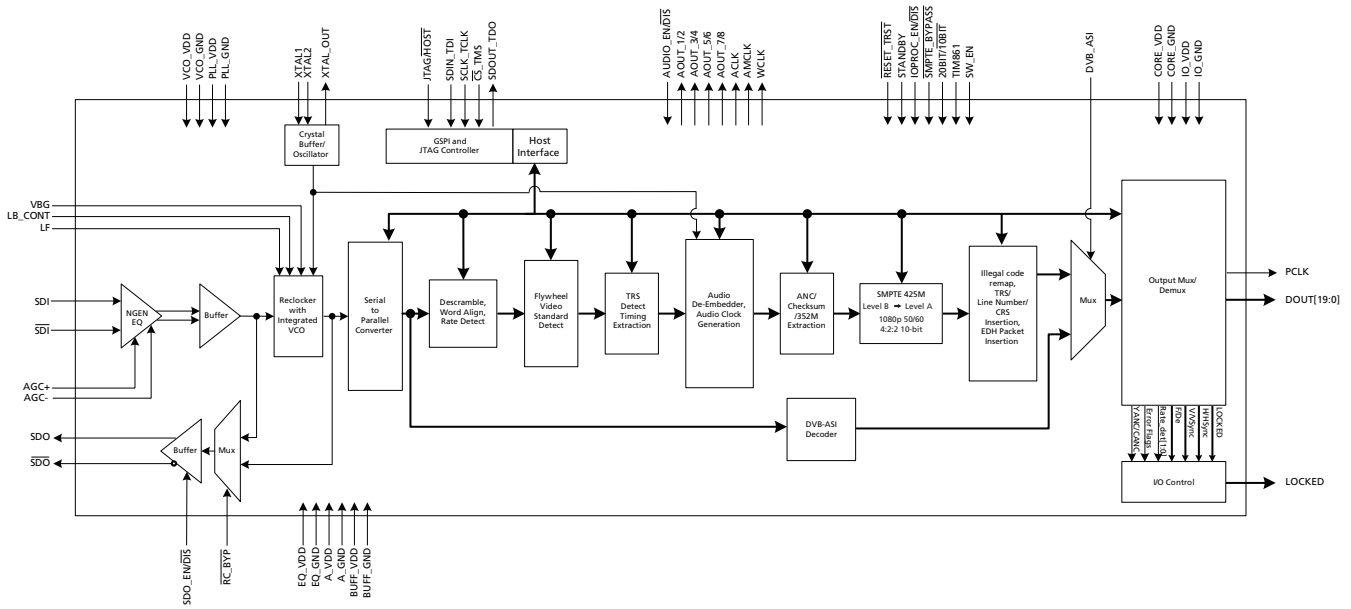 VCO_VDD
VCO_GND
PLL_VDD
PLL_GND
XTAL1
XTAL2
XTAL_OUT
JTAG/HOST
SDIN_TDI
SCLK_TCLK
CS_TMS
SDOUT_TDO
AUDIO_EN/DIS
AOUT_1/2
AOUT_3/4
AOUT_5/6
AOUT_7/8
ACLK
AMCLK
WCLK
RESET_TRST
STANDBY
IOPROC_EN/DIS
SMPTE_BYPASS
20BIT/10BIT
TIM861
SW_EN
DVB_ASI
CORE_VDD
CORE_GND
IO_VDD
IO_GND
Crystal
Buffer/
Oscillator
GSPI and
JTAG Controller
Host
Interface
VBG
LB_CONT
LF
SDI
SDI
AGC+
AGC-
SDO
SDO
NGEN
EQ
Buffer
Reclocker
with
Integrated
VCO
Serial
to
Parallel
Converter
Descramble,
Word Align,
Rate Detect
Flywheel
Video
Standard
Detect
TRS
Detect
Timing
Extraction
Audio
De-Embedder,
Audio Clock
Generation
ANC/
Checksum
/352M
Extraction
SMPTE 425M
Level B ➔ Level A
1080p 50/60
4:2:2 10-bit
Illegal code
remap,
TRS/
Line Number/
CRS
Insertion,
EDH Packet
Insertion
Mux
Output Mux/
Demux
PCLK
DOUT[19:0]
DVB-ASI
Decoder
Buffer
Mux
YANC/CANC
Error Flags
Rate_det[1:0]
F/De
V/VSync
H/HSync
LOCKED
I/O Control
LOCKED
SDO_EN/DIS
RC_BYP
EQ_VDD
EQ_GND
A_VDD
A_GND
BUFF_VDD
BUFF_GND